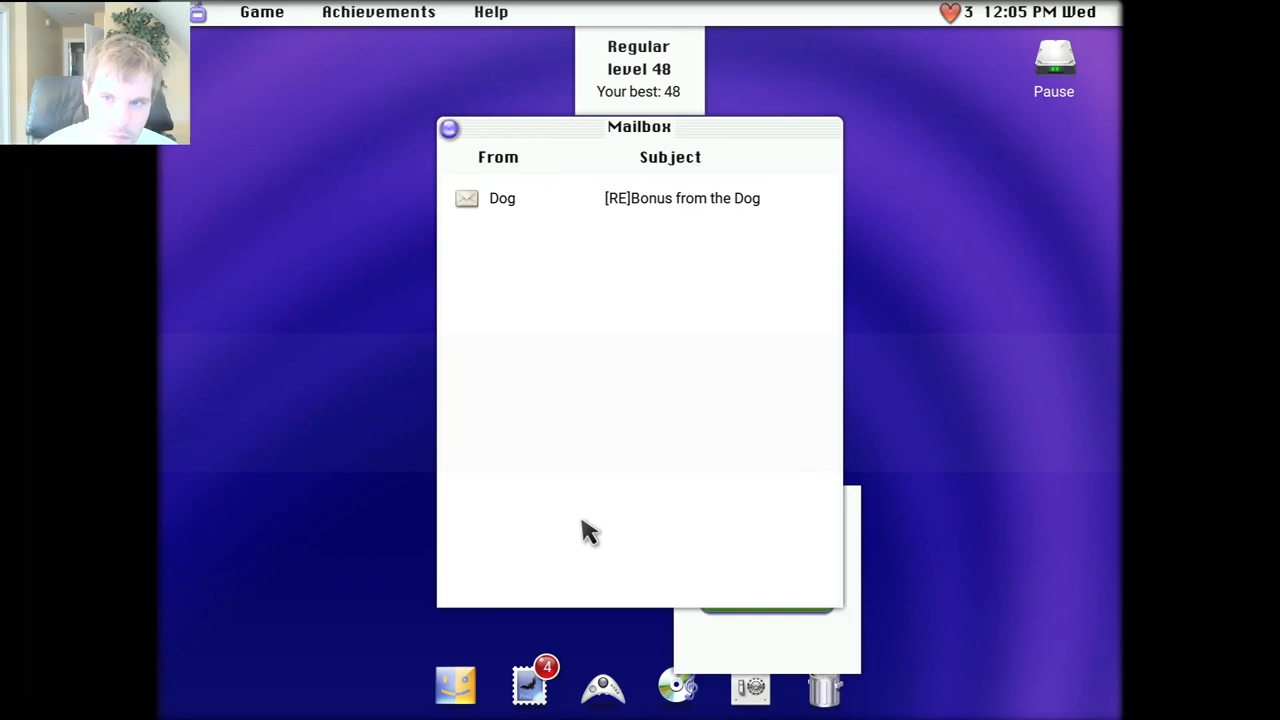 Game Achievements Help 3 12:05 PM Wed
Regular
level 48
Your best: 48
Pause
Mailbox
From Subject
Dog [RE]Bonus from the Dog
4